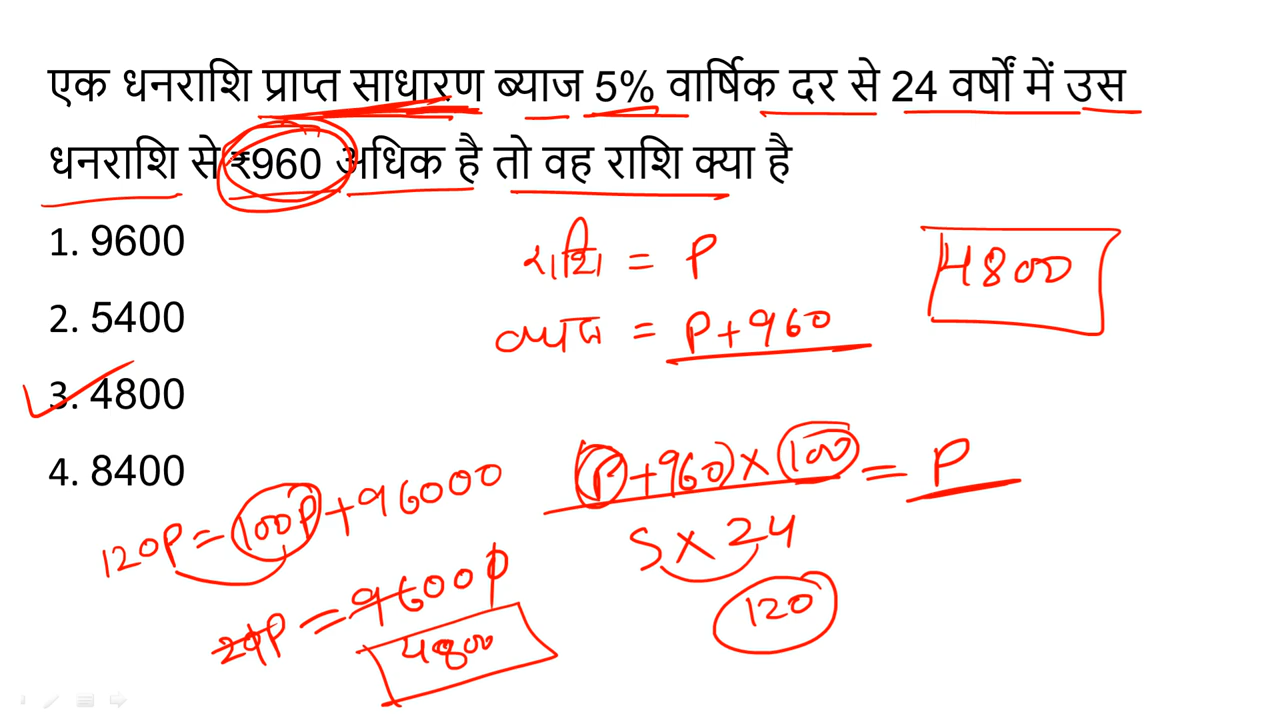 एक धनराशि प्राप्त साधारण ब्याज 5% वार्षिक दर से 24 वर्षों में उस
धनराशि से ₹960 अधिक है तो वह राशि क्या है
1. 9600
2. 5400
3. 4800
4. 8400
राशि = P
ब्याज = P+960
4800
(P+960)×100 = P
5×24
120
120P=100P+96000
20P=9600P
4800